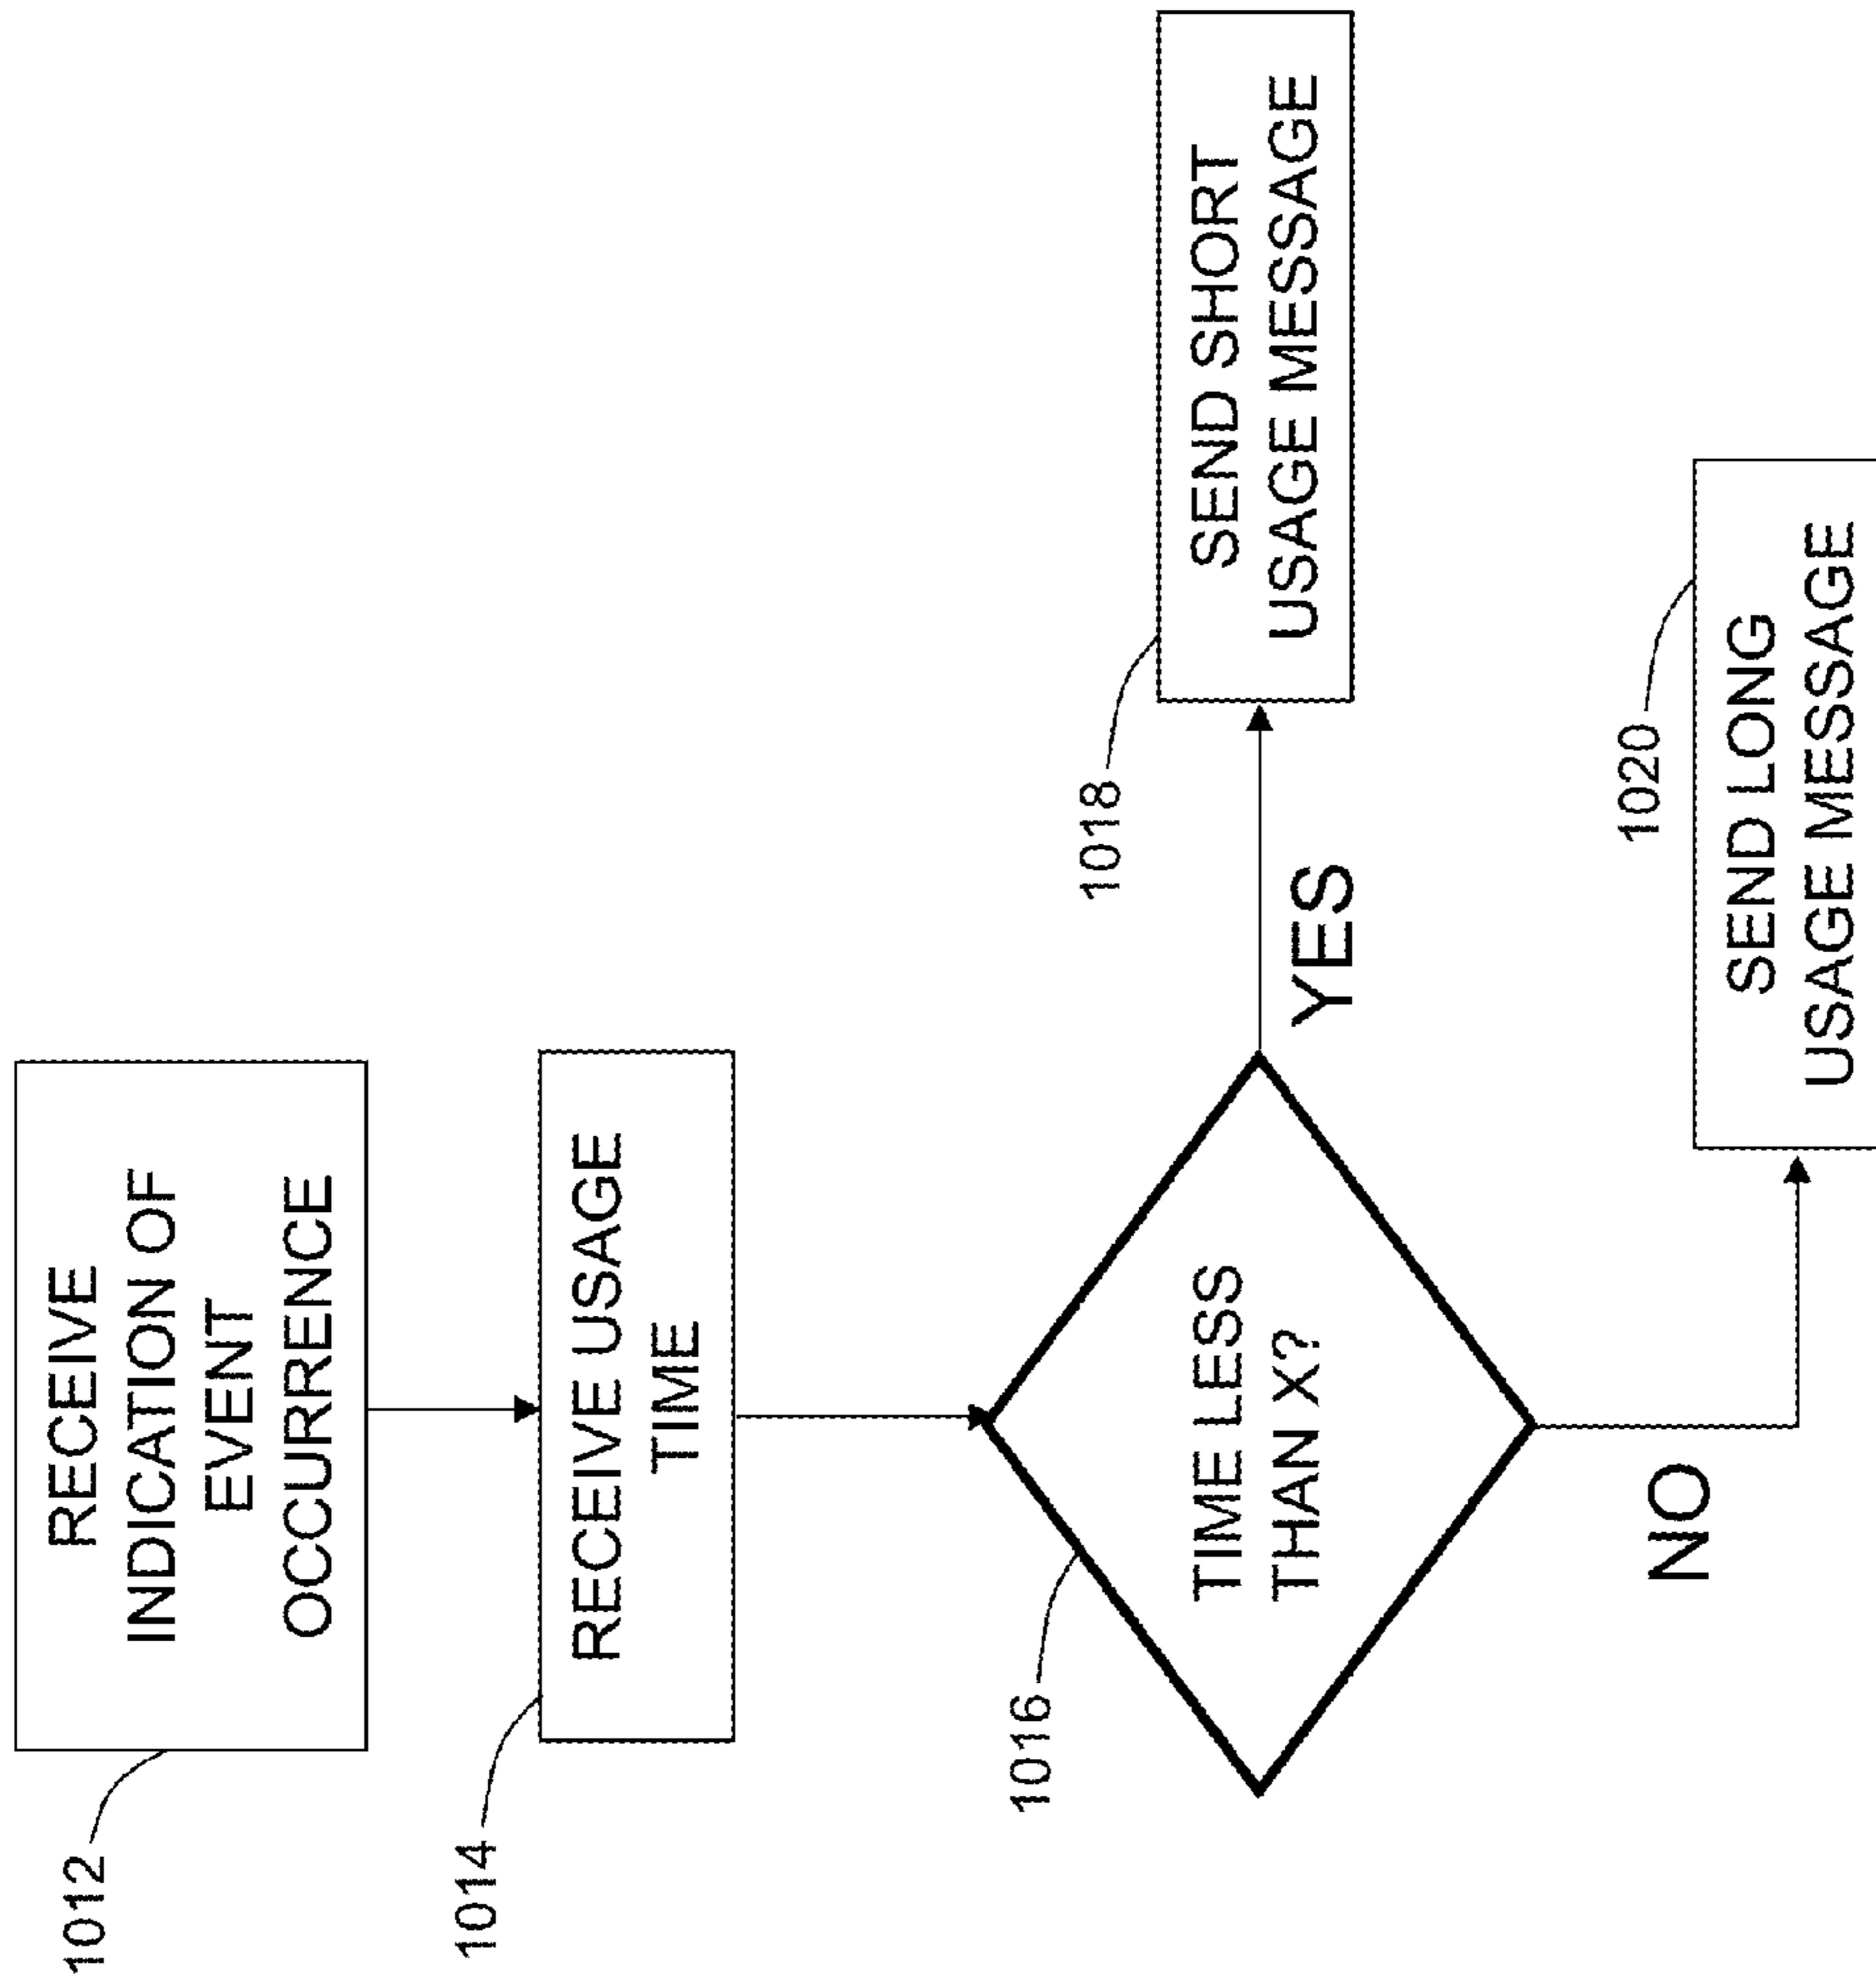 1012
RECEIVE
INDICATION OF
EVENT
OCCURRENCE
1014
RECEIVE USAGE
TIME
1016
TIME LESS
THAN X?
YES
1018
SEND SHORT
USAGE MESSAGE
NO
1020
SEND LONG
USAGE MESSAGE